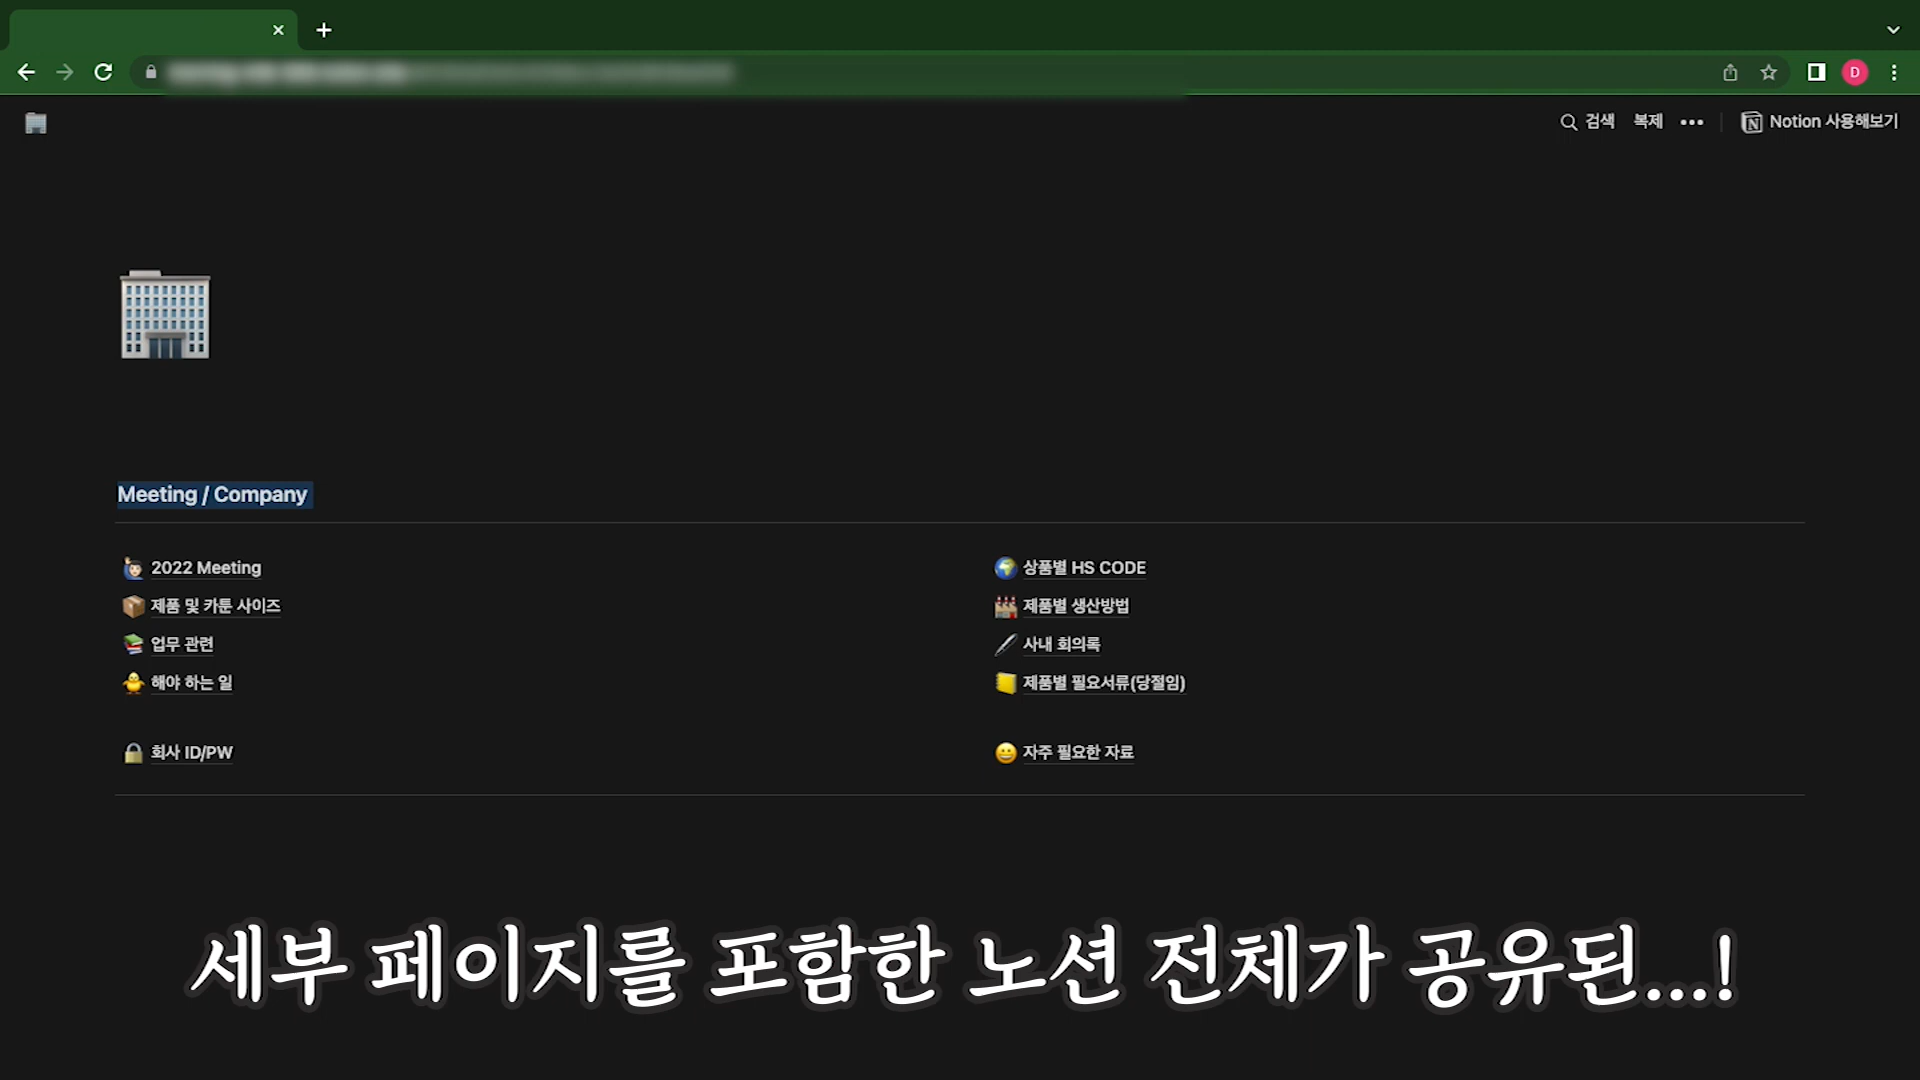 검색 복제 Notion 사용해보기
D
Meeting / Company
2022 Meeting
제품 및 카툰 사이즈
업무 관련
해야 하는 일
회사 ID/PW
상품별 HS CODE
제품별 생산방법
사내 회의록
제품별 필요서류(당절임)
자주 필요한 자료
세부 페이지를 포함한 노션 전체가 공유된...!